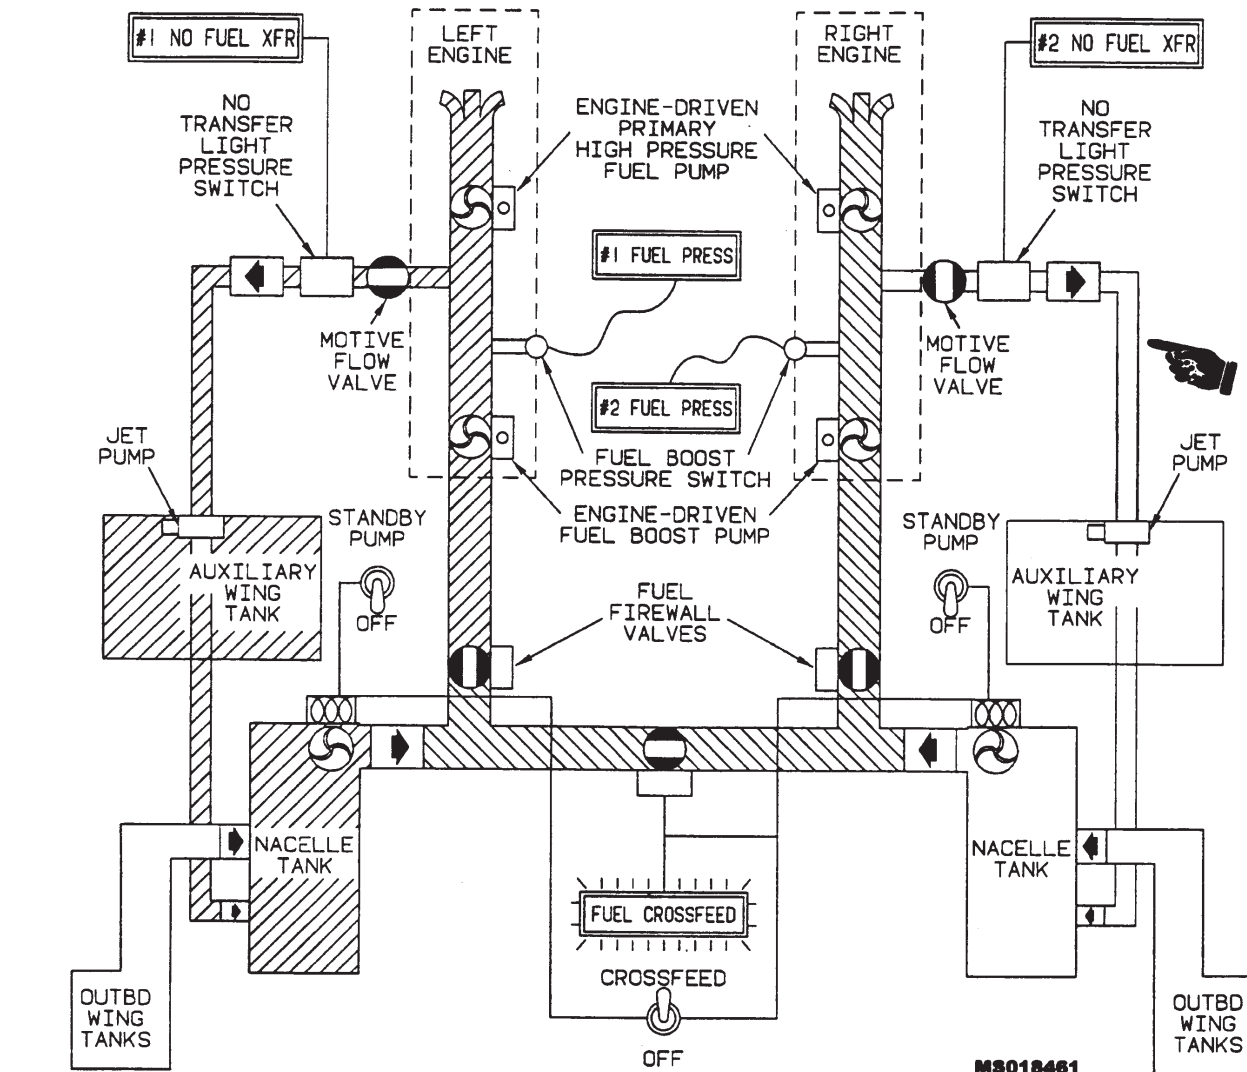 #1 NO FUEL XFR
LEFT
ENGINE
RIGHT
ENGINE
#2 NO FUEL XFR
NO
TRANSFER
LIGHT
PRESSURE
SWITCH
ENGINE-DRIVEN
PRIMARY
HIGH PRESSURE
FUEL PUMP
NO
TRANSFER
LIGHT
PRESSURE
SWITCH
#1 FUEL PRESS
MOTIVE
FLOW
VALVE
MOTIVE
FLOW
VALVE
#2 FUEL PRESS
JET
PUMP
FUEL BOOST
PRESSURE SWITCH
JET
PUMP
STANDBY
PUMP
ENGINE-DRIVEN
FUEL BOOST PUMP
STANDBY
PUMP
AUXILIARY
WING
TANK
OFF
FUEL
FIREWALL
VALVES
OFF
AUXILIARY
WING
TANK
NACELLE
TANK
NACELLE
TANK
FUEL CROSSFEED
CROSSFEED
OFF
OUTBD
WING
TANKS
OUTBD
WING
TANKS
MS018461